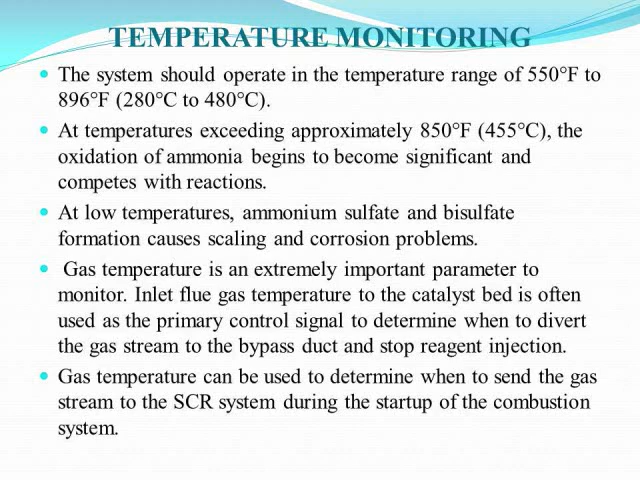 TEMPERATURE MONITORING
The system should operate in the temperature range of 550°F to
896°F (280°C to 480°C).
At temperatures exceeding approximately 850°F (455°C), the
oxidation of ammonia begins to become significant and
competes with reactions.
At low temperatures, ammonium sulfate and bisulfate
formation causes scaling and corrosion problems.
Gas temperature is an extremely important parameter to
monitor. Inlet flue gas temperature to the catalyst bed is often
used as the primary control signal to determine when to divert
the gas stream to the bypass duct and stop reagent injection.
Gas temperature can be used to determine when to send the gas
stream to the SCR system during the startup of the combustion
system.